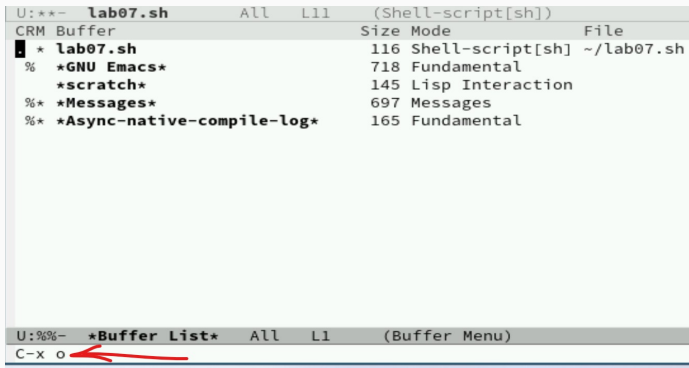 U:**-  lab07.sh       All   L11    (Shell-script[sh])
CRM Buffer                            Size Mode             File
. * lab07.sh                           116 Shell-script[sh] ~/lab07.sh
 %  *GNU Emacs*                        718 Fundamental
    *scratch*                          145 Lisp Interaction
 %* *Messages*                         697 Messages
 %* *Async-native-compile-log*         165 Fundamental
U:%%-  *Buffer List*   All   L1     (Buffer Menu)
C-x o